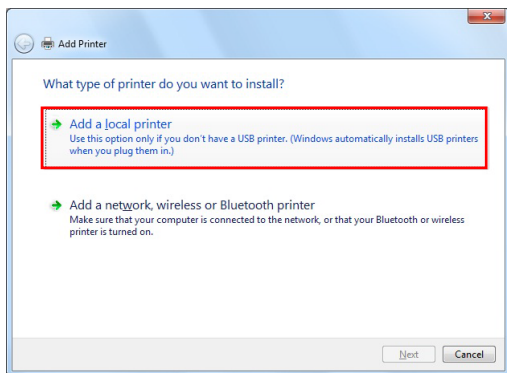 Add Printer
What type of printer do you want to install?
Add a local printer
Use this option only if you don't have a USB printer. (Windows automatically installs USB printers
when you plug them in.)
Add a network, wireless or Bluetooth printer
Make sure that your computer is connected to the network, or that your Bluetooth or wireless
printer is turned on.
Next Cancel